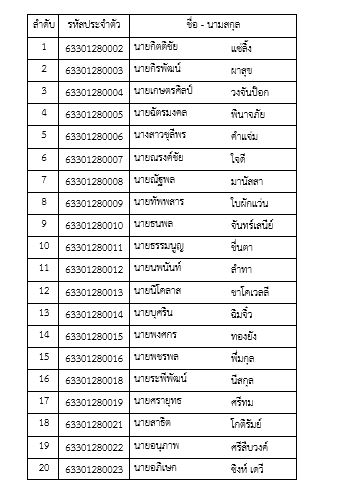 ลำดับ รหัสประจำตัว ชื่อ - นามสกุล
1 63301280002 นายกิตติชัย แซ่ลิ้ง
2 63301280003 นายกิรพัฒน์ ผาสุข
3 63301280004 นายเกษตรศิลป์ วงจันป็อก
4 63301280005 นายฉัตรมงคล พินาจภัย
5 63301280006 นางสาวชุลีพร คำแจ่ม
6 63301280007 นายณรงค์ชัย ใจดี
7 63301280008 นายณัฐพล มานัสสา
8 63301280009 นายทัพพสาร ใบผักแว่น
9 63301280010 นายธนพล จันทร์เสนีย์
10 63301280011 นายธรรมนูญ ชื่นตา
11 63301280012 นายนพนันท์ ลำทา
12 63301280013 นายนิโคลาส ชาโควเลลลี
13 63301280014 นายบุศริน ฉิมจิ๋ว
14 63301280015 นายพงศกร ทองยัง
15 63301280016 นายพชรพล พึ่มกุล
16 63301280018 นายระพีพัฒน์ นิสกุล
17 63301280019 นายศรายุทธ ศรีทม
18 63301280021 นายสาธิต โกติรัมย์
19 63301280022 นายอนุภาพ ศรีสืบวงค์
20 63301280023 นายอภิเษก ชิงห์ เดวี